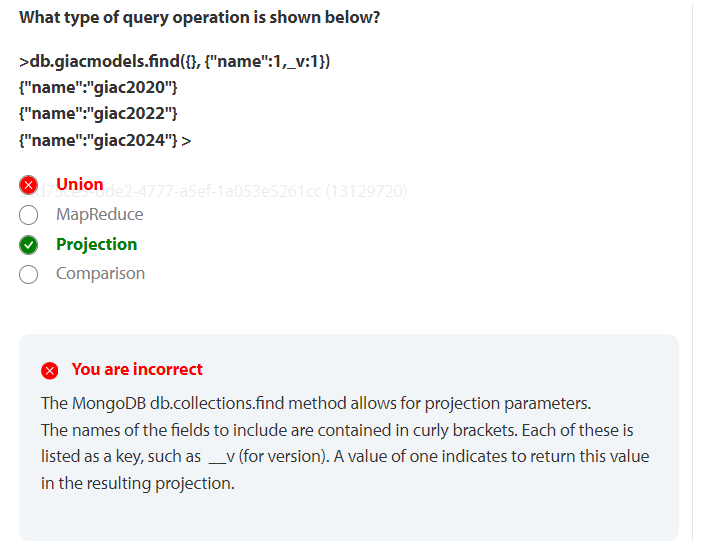 What type of query operation is shown below?
>db.giacmodels.find({}, {"name":1,_v:1})
{"name":"giac2020"}
{"name":"giac2022"}
{"name":"giac2024"} >
Union
de2-4777-a5ef-1a053e5261cc (13129720)
MapReduce
Projection
Comparison
You are incorrect
The MongoDB db.collections.find method allows for projection parameters.
The names of the fields to include are contained in curly brackets. Each of these is
listed as a key, such as __v (for version). A value of one indicates to return this value
in the resulting projection.